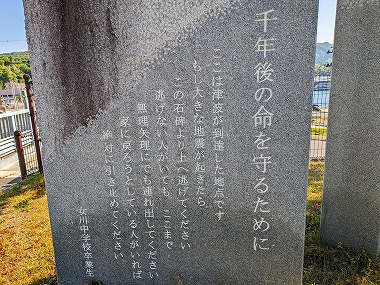 千年後の命を守るために
ここは津波が到達した地点です
もし大きな地震が起きたら、
この石碑より上へ逃げてください
逃げない人がいても、ここまで
無理矢理にでも連れ出してください
家に戻ろうとしている人がいれば
絶対に引き止めてください
女川中学校卒業生